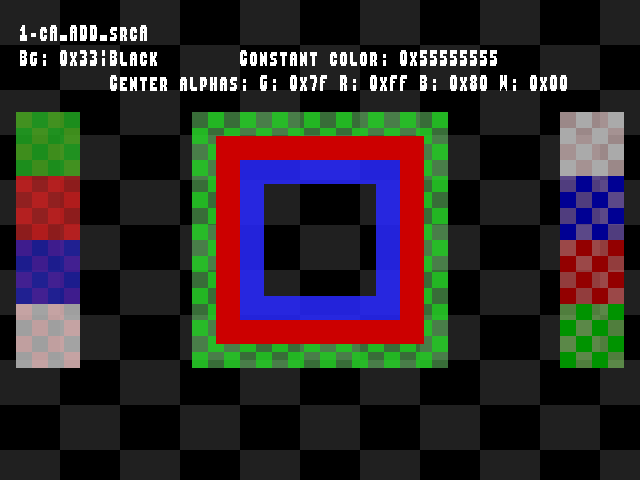 1-cA_ADD_srcA
Bg: 0x33¦Black Constant color: 0x55555555
Center alphas: G: 0x7f R: 0xff B: 0x80 W: 0x00